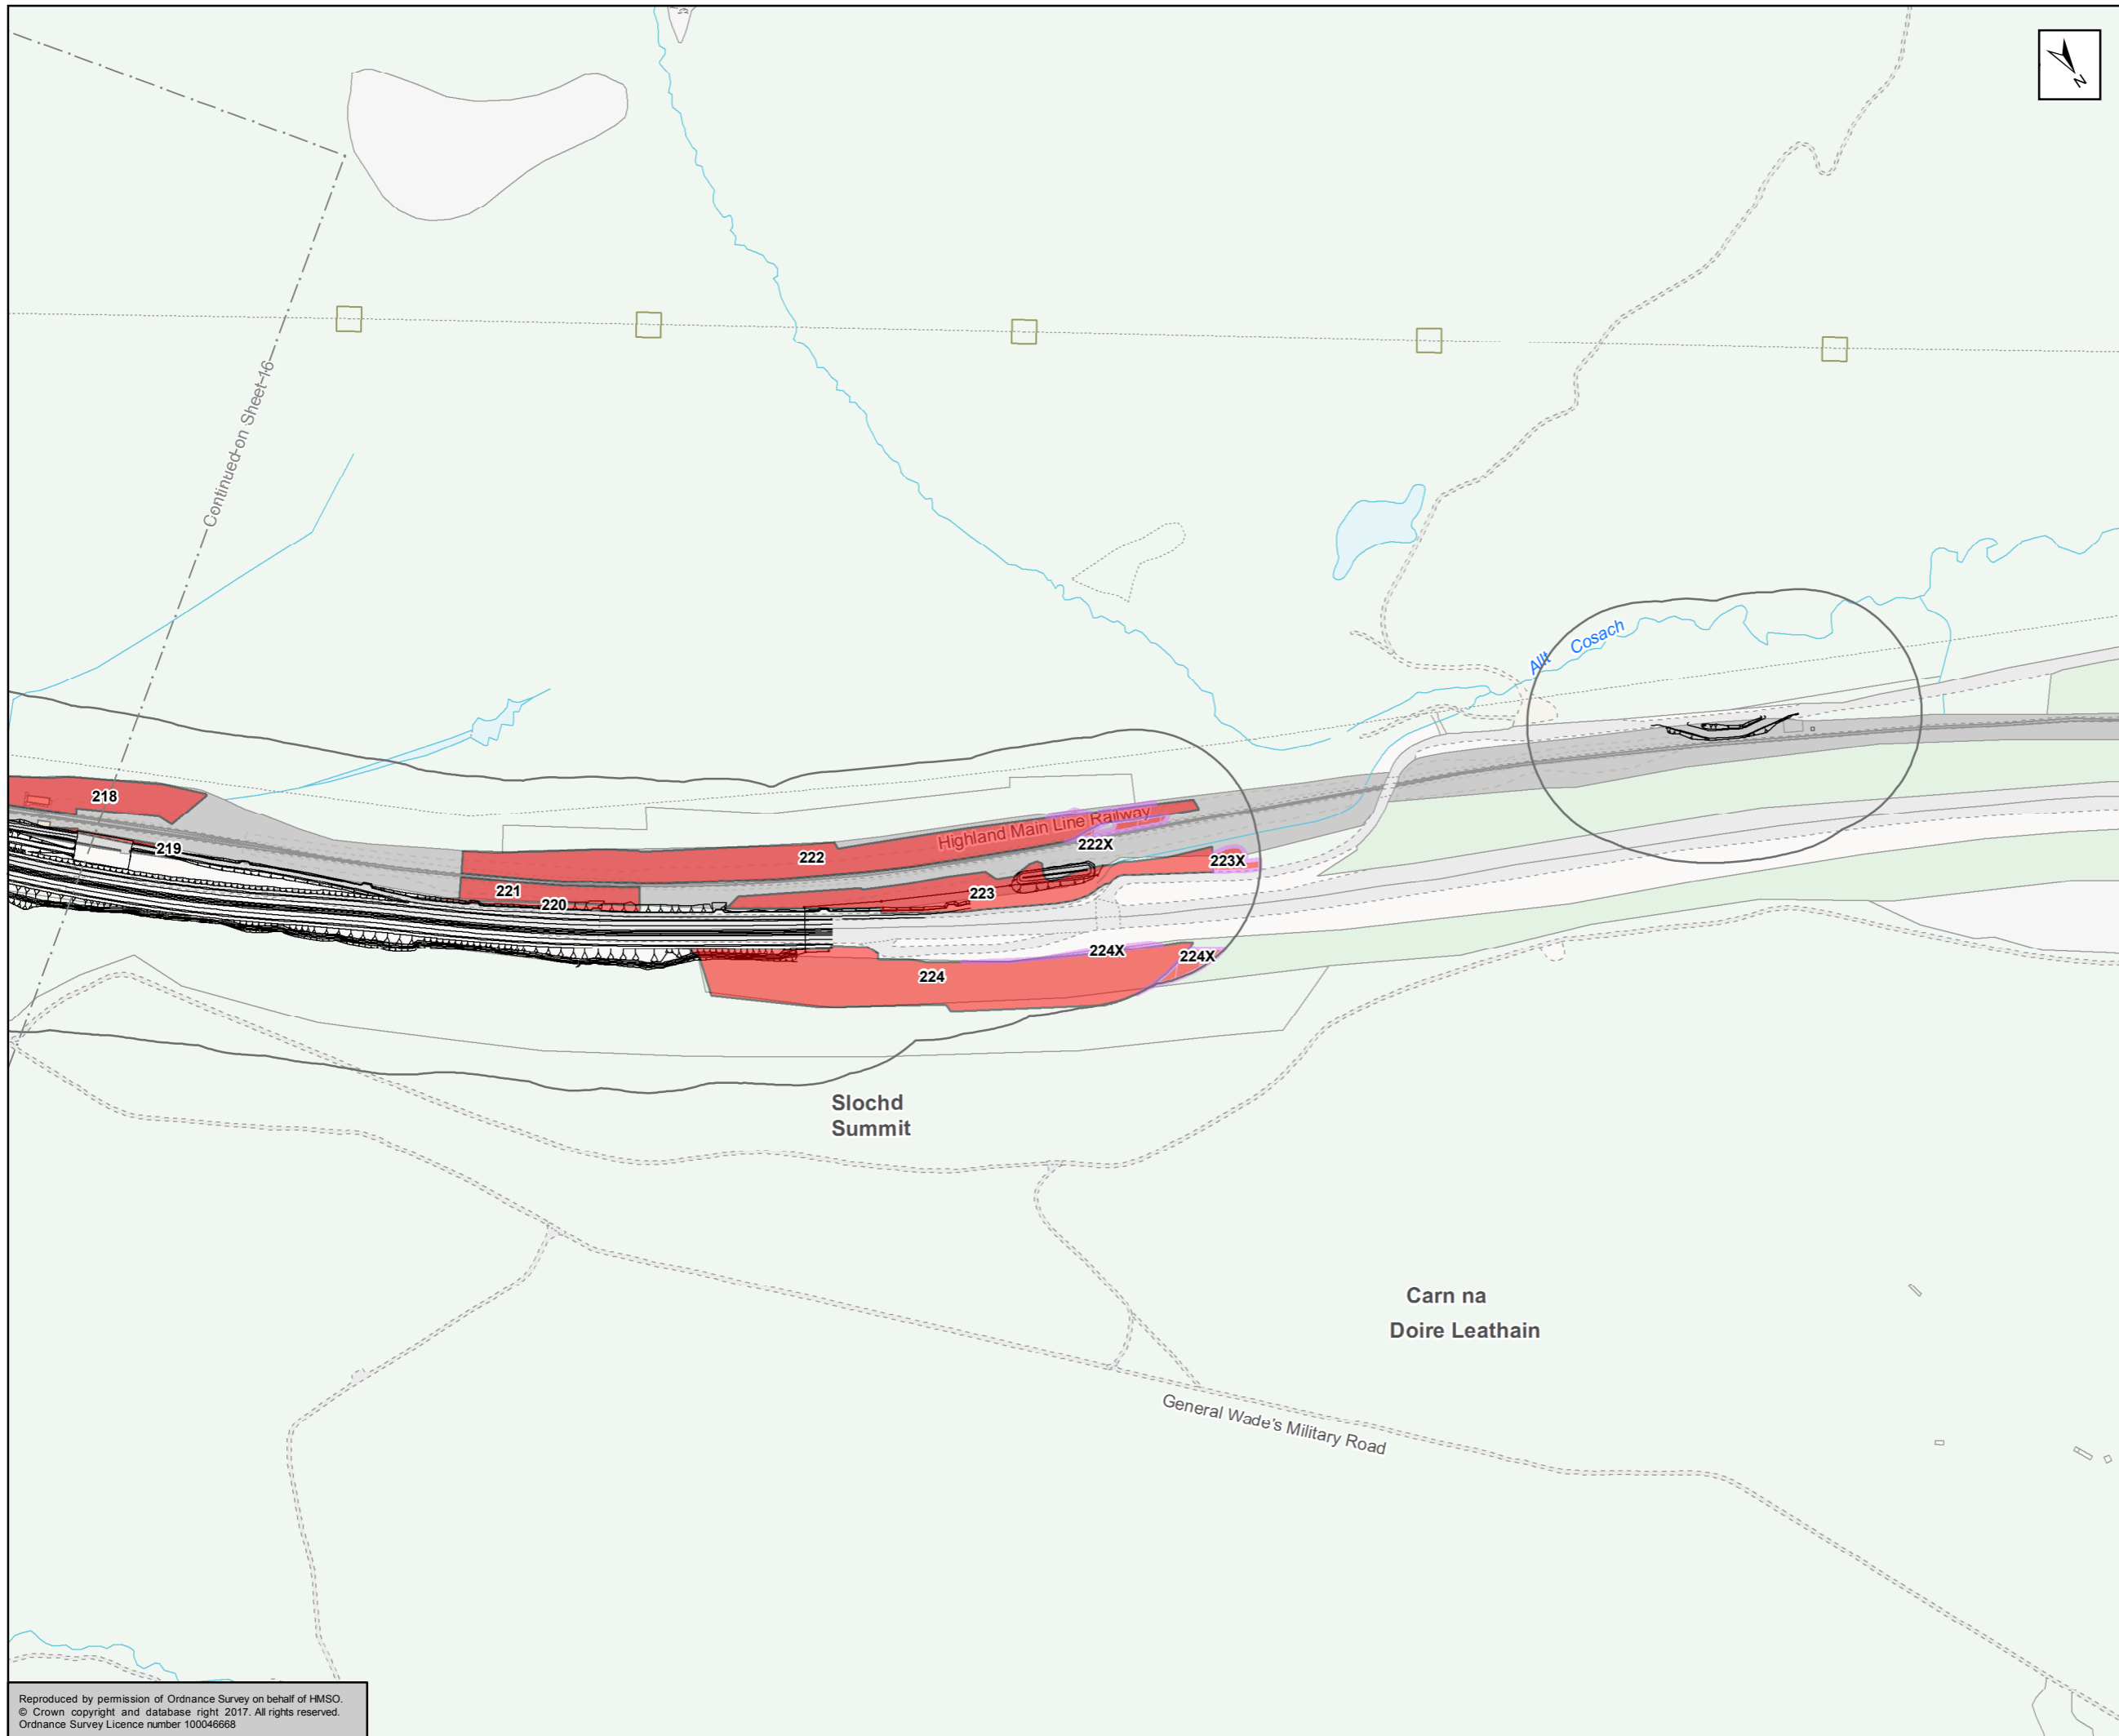 N
Continued on Sheet 16
Allt Cosach
218
219
222
Highland Main Line Railway
222X
223X
221
220
223
224X
224X
224
Slochd
Summit
Carn na
Doire Leathain
General Wade's Military Road
Reproduced by permission of Ordnance Survey on behalf of HMSO.
© Crown copyright and database right 2017. All rights reserved.
Ordnance Survey Licence number 100046668